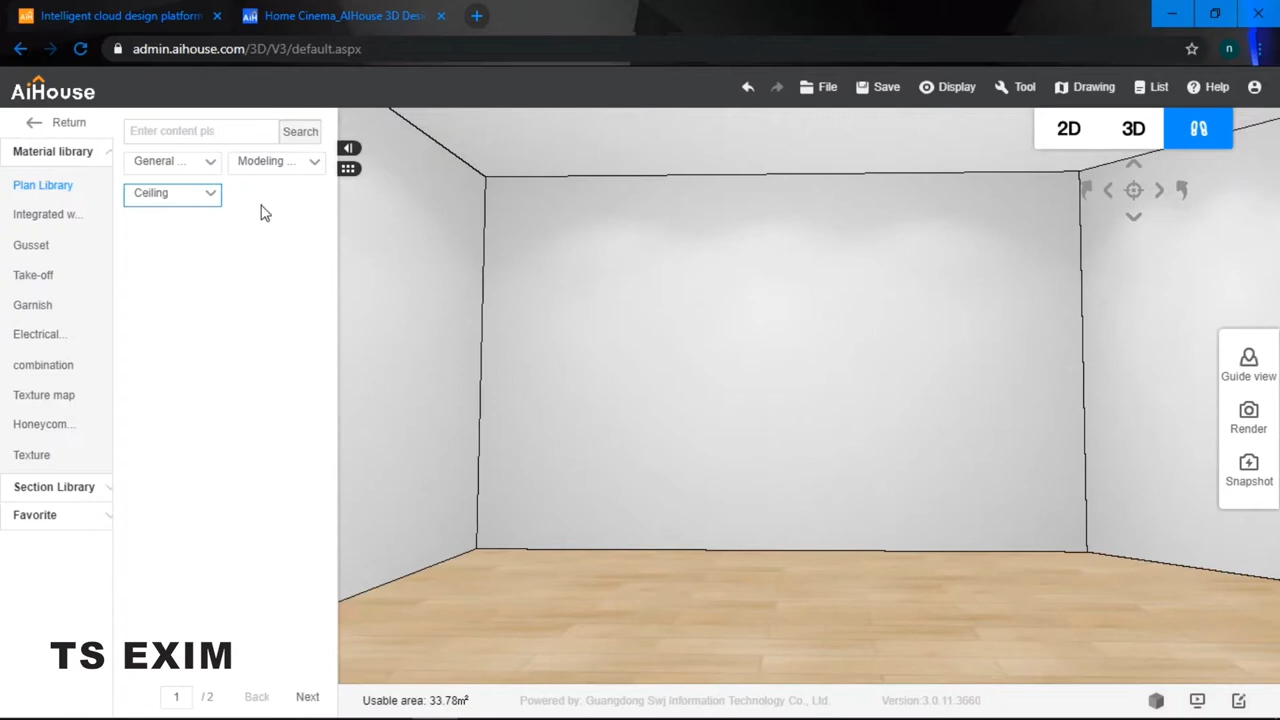 Intelligent cloud design platform
Home Cinema_AIHouse 3D Des
admin.aihouse.com/3D/V3/default.aspx
n
AiHouse
File
Save
Display
Tool
Drawing
List
Help
Return
Enter content pls
Search
2D
3D
Material library
General ...
Modeling ...
Plan Library
Ceiling
Integrated w...
Gusset
Take-off
Garnish
Electrical...
combination
Texture map
Honeycom...
Texture
Section Library
Favorite
Guide view
Render
Snapshot
TS EXIM
1 / 2
Back
Next
Usable area: 33.78m²
Powered by: Guangdong Swj Information Technology Co., Ltd.
Version:3.0.11.3660